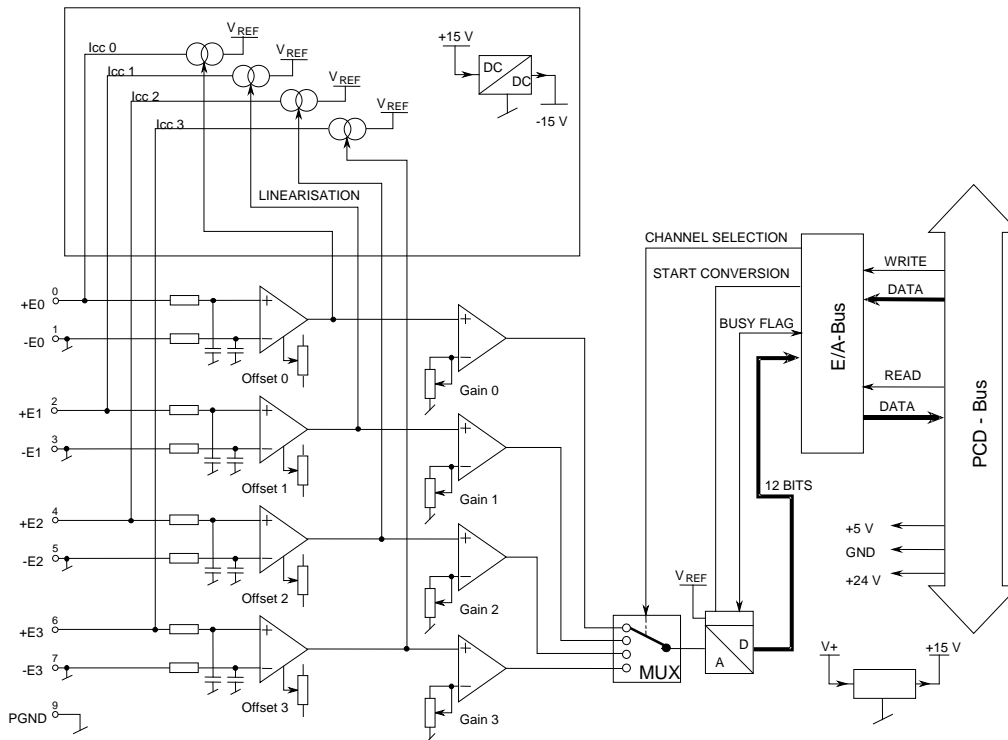 Icc 0
VREF
Icc 1
VREF
Icc 2
VREF
Icc 3
VREF
+15 V
DC
DC
-15 V
LINEARISATION
CHANNEL SELECTION
START CONVERSION
BUSY FLAG
E/A-Bus
WRITE
DATA
READ
DATA
PCD - Bus
12 BITS
+5 V
GND
+24 V
+E0
0
-E0
1
+
−
Offset 0
+
−
Gain 0
+E1
2
-E1
3
+
−
Offset 1
+
−
Gain 1
+E2
4
-E2
5
+
−
Offset 2
+
−
Gain 2
+E3
6
-E3
7
+
−
Offset 3
+
−
Gain 3
PGND
9
VREF
MUX
A
D
V+
+15 V